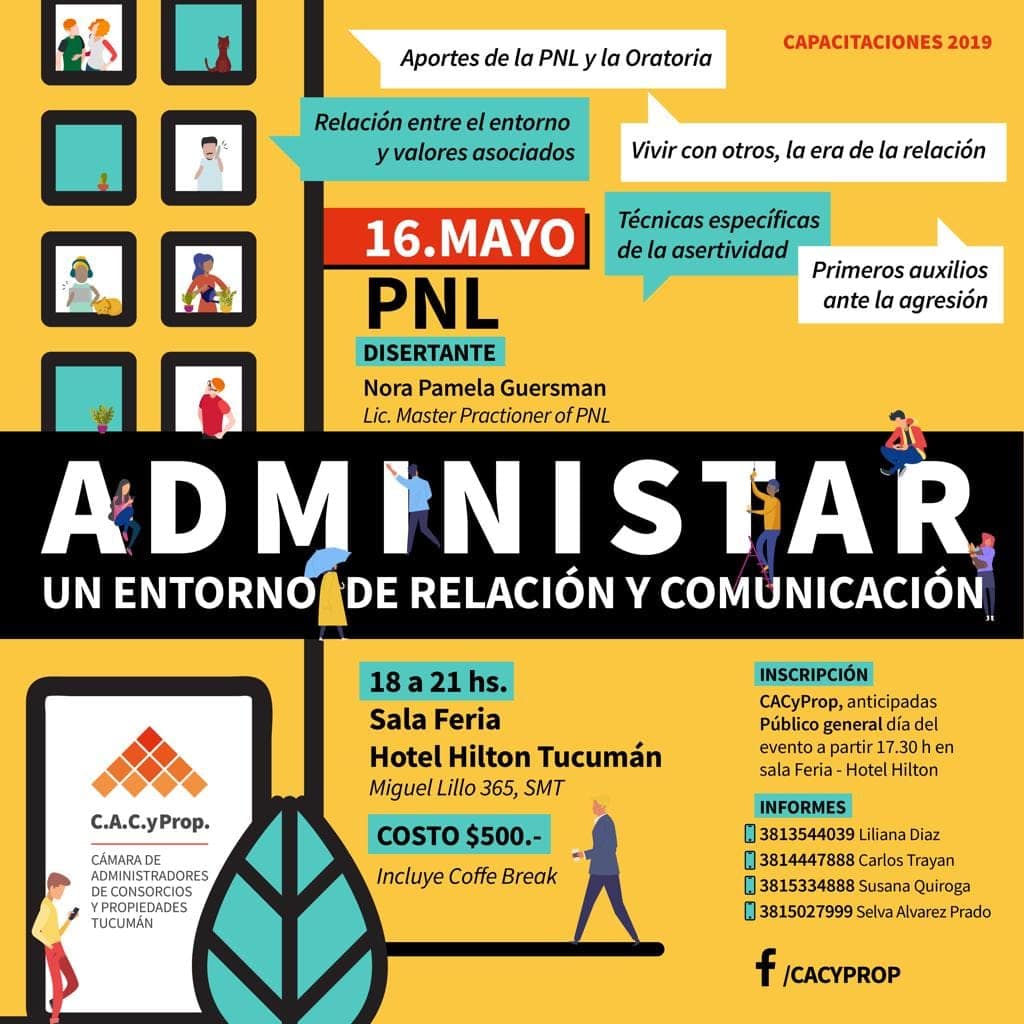 CAPACITACIONES 2019
Aportes de la PNL y la Oratoria
Relación entre el entorno
y valores asociados
Vivir con otros, la era de la relación
Técnicas específicas
de la asertividad
Primeros auxilios
ante la agresión
16.MAYO
PNL
DISERTANTE
Nora Pamela Guersman
Lic. Master Practioner of PNL
ADMINISTAR
UN ENTORNO DE RELACIÓN Y COMUNICACIÓN
18 a 21 hs.
Sala Feria
Hotel Hilton Tucumán
Miguel Lillo 365, SMT
COSTO $500.-
Incluye Coffe Break
INSCRIPCIÓN
CACyProp, anticipadas
Público general día del
evento a partir 17.30 h en
sala Feria - Hotel Hilton
INFORMES
3813544039 Liliana Diaz
3814447888 Carlos Trayan
3815334888 Susana Quiroga
3815027999 Selva Alvarez Prado
f /CACYPROP
C.A.C.yProp.
CÁMARA DE
ADMINISTRADORES
DE CONSORCIOS
Y PROPIEDADES
TUCUMÁN